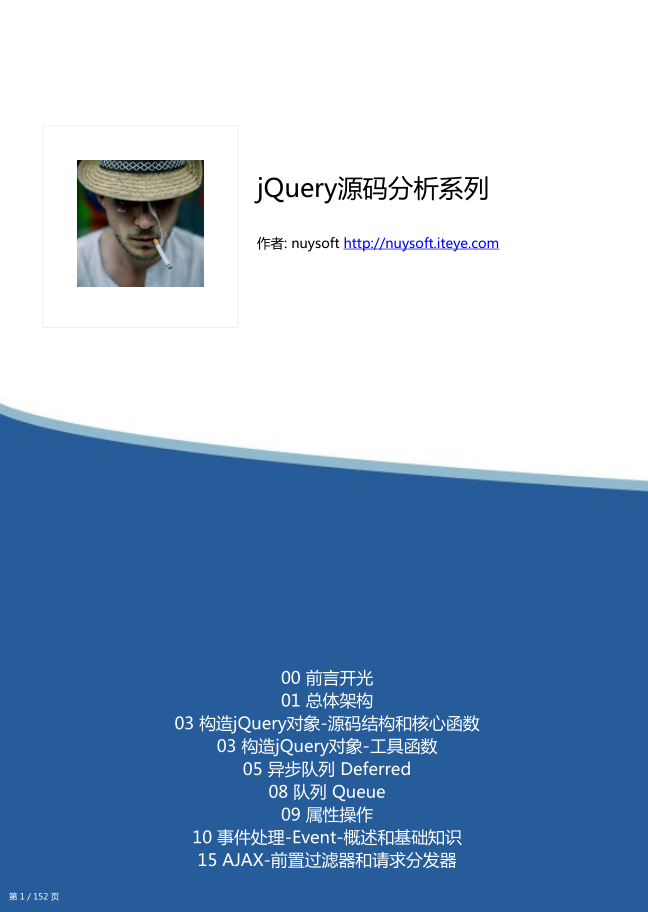 jQuery源码分析系列
作者: nuysoft http://nuysoft.iteye.com
00 前言开光
01 总体架构
03 构造jQuery对象-源码结构和核心函数
03 构造jQuery对象-工具函数
05 异步队列 Deferred
08 队列 Queue
09 属性操作
10 事件处理-Event-概述和基础知识
15 AJAX-前置过滤器和请求分发器
第 1 / 152 页